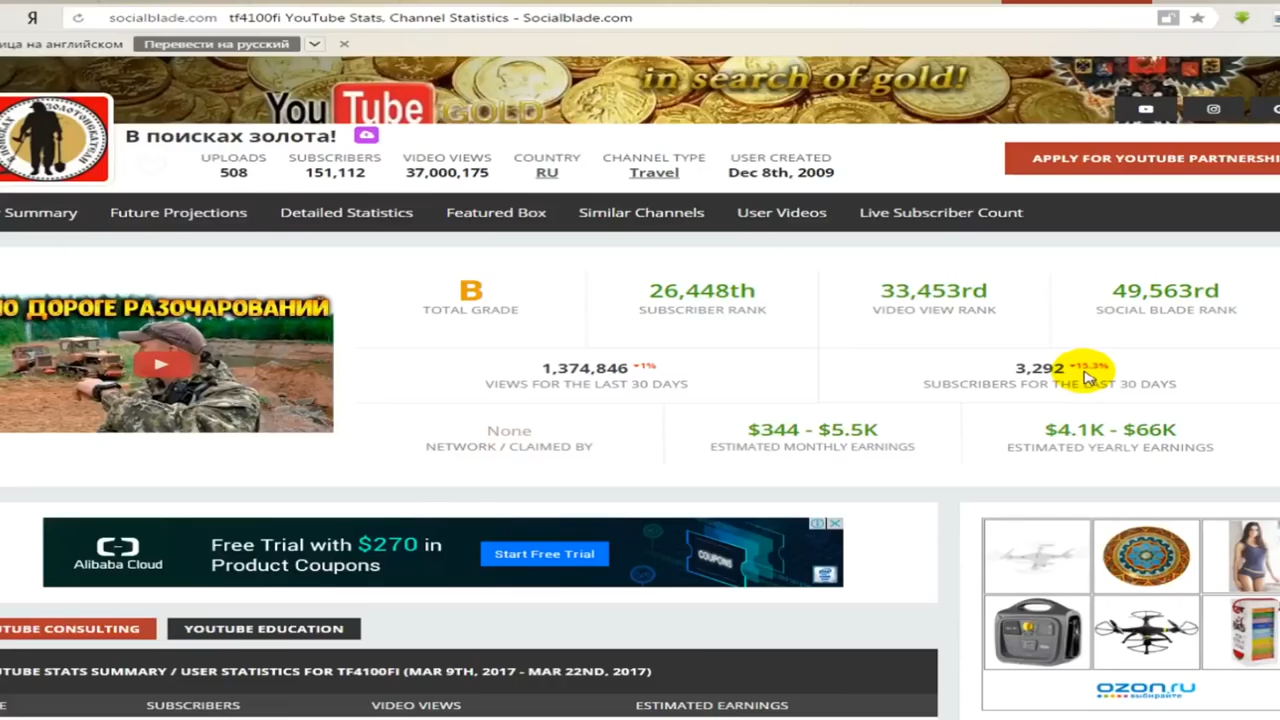 Я socialblade.com tf4100fi YouTube Stats, Channel Statistics - Socialblade.com
ица на английском Перевести на русский
in search of gold!
YouTube GOLD
В поисках золота!
UPLOADS SUBSCRIBERS VIDEO VIEWS COUNTRY CHANNEL TYPE USER CREATED
508 151,112 37,000,175 RU Travel Dec 8th, 2009
APPLY FOR YOUTUBE PARTNERSHI
Summary Future Projections Detailed Statistics Featured Box Similar Channels User Videos Live Subscriber Count
О ДОРОГЕ РАЗОЧАРОВАНИЙ
B 26,448th 33,453rd 49,563rd
TOTAL GRADE SUBSCRIBER RANK VIDEO VIEW RANK SOCIAL BLADE RANK
1,374,846 1% 3,292 15.3%
VIEWS FOR THE LAST 30 DAYS SUBSCRIBERS FOR THE LAST 30 DAYS
None $344 - $5.5K $4.1K - $66K
NETWORK / CLAIMED BY ESTIMATED MONTHLY EARNINGS ESTIMATED YEARLY EARNINGS
Alibaba Cloud
Free Trial with $270 in
Product Coupons
Start Free Trial
COUPONS
UTUBE CONSULTING YOUTUBE EDUCATION
UTUBE STATS SUMMARY / USER STATISTICS FOR TF4100FI (MAR 9TH, 2017 - MAR 22ND, 2017)
E SUBSCRIBERS VIDEO VIEWS ESTIMATED EARNINGS
ozon.ru
выбирайте